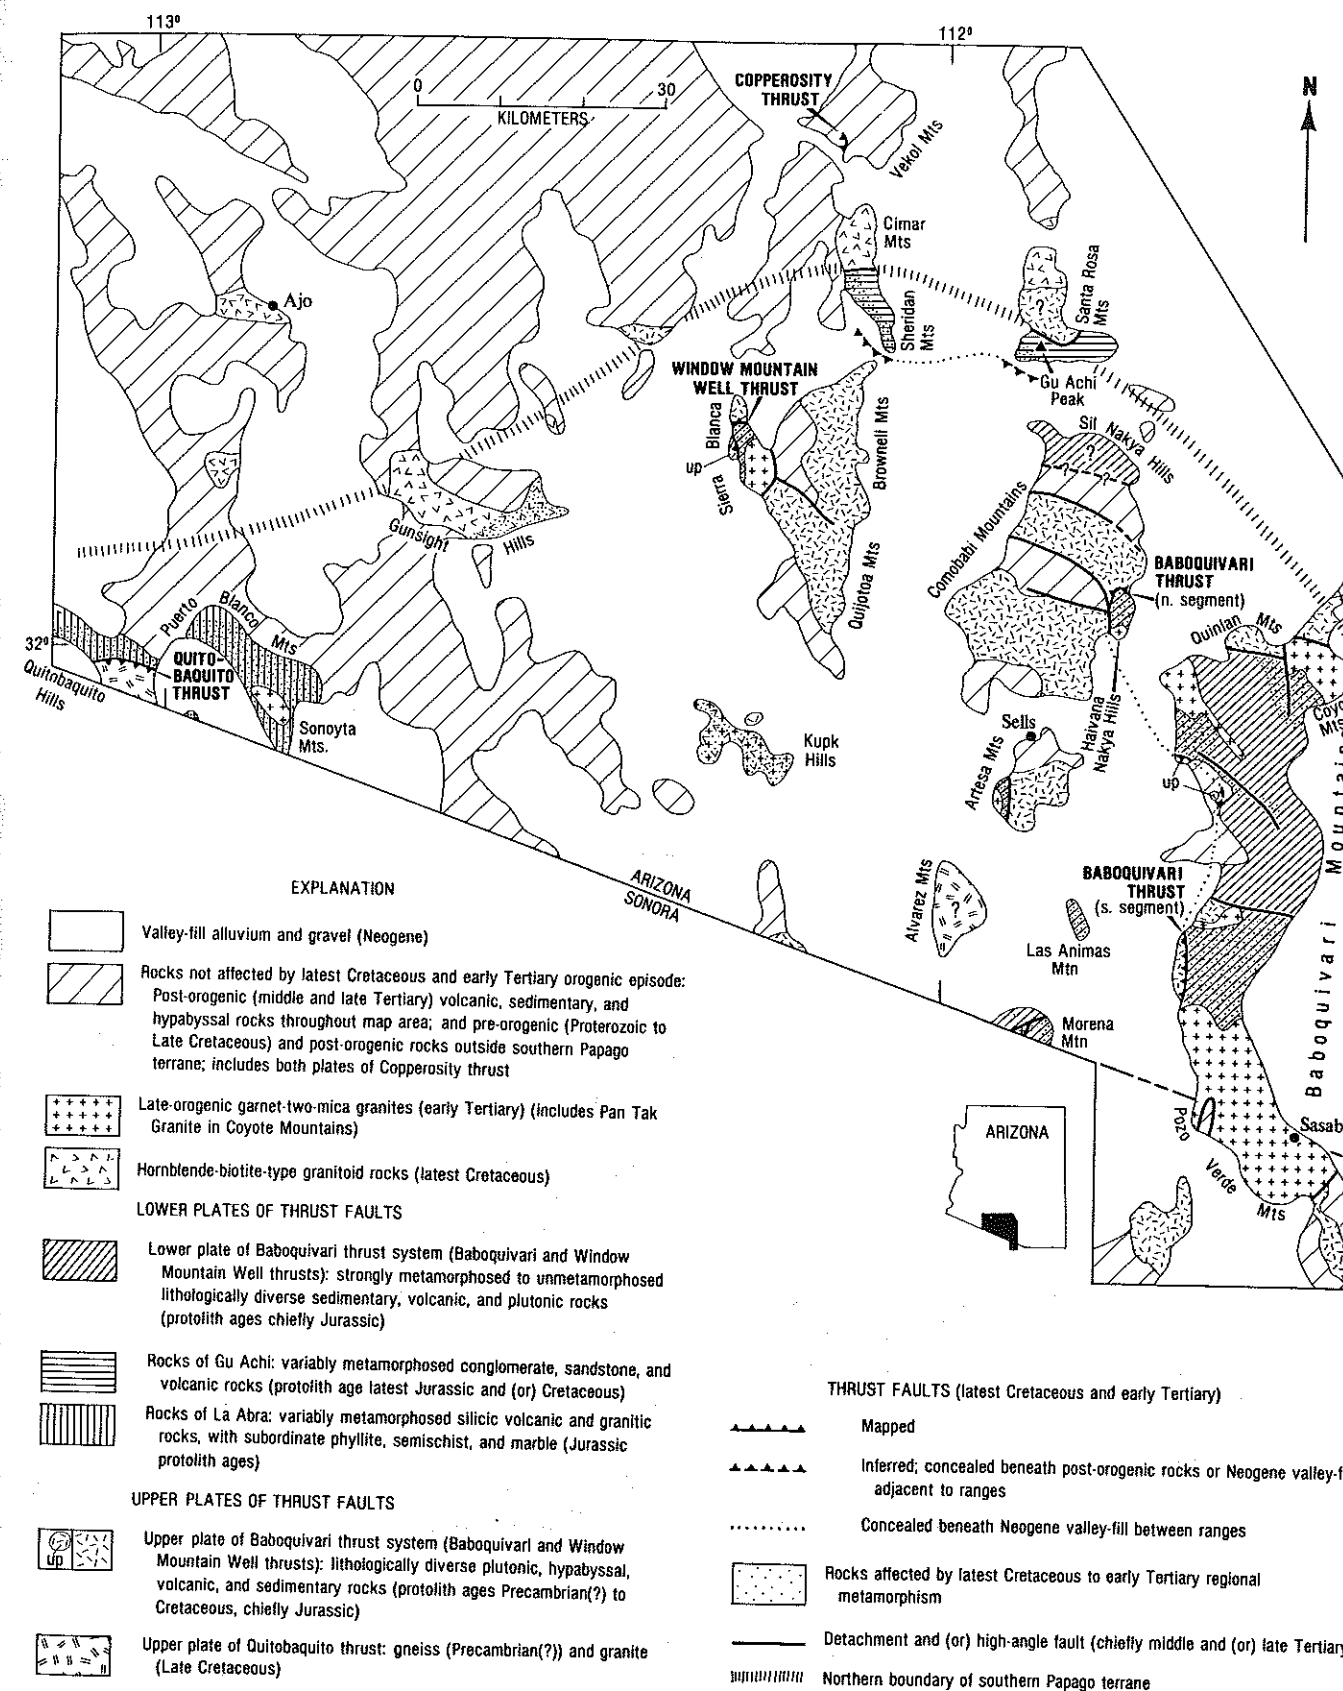 113⁰
112⁰
0
30
KILOMETERS
COPPEROSITY
THRUST
Vekol Mts
N
Cimar
Mts
Santa Rosa
Mts
?
Ajo
Sheridan
Mts
WINDOW MOUNTAIN
WELL THRUST
Gu Achi
Peak
Blanca
Sierra
up
Brownell Mts
Sil Nakya Hills
?
? ?
Gunsight Hills
Comobabi Mountains
Quijotoa Mts
BABOQUIVARI
THRUST
(n. segment)
Quinlan Mts
Puerto Blanco Mts
32⁰
Quitobaquito
Hills
QUITO-
BAQUITO
THRUST
Sonoyta
Mts.
Kupk
Hills
Sells
Artesa Mts
Haivana
Nakya Hills
Coyo
Mts
up
Baboquivari Mountain
ARIZONA
SONORA
Alvarez Mts
?
BABOQUIVARI
THRUST
(s. segment)
Las Animas
Mtn
Morena
Mtn
Pozo Verde Mts
Sasab
ARIZONA
EXPLANATION
Valley-fill alluvium and gravel (Neogene)
Rocks not affected by latest Cretaceous and early Tertiary orogenic episode:
Post-orogenic (middle and late Tertiary) volcanic, sedimentary, and
hypabyssal rocks throughout map area; and pre-orogenic (Proterozoic to
Late Cretaceous) and post-orogenic rocks outside southern Papago
terrane; includes both plates of Copperosity thrust
Late-orogenic garnet-two-mica granites (early Tertiary) (includes Pan Tak
Granite in Coyote Mountains)
Hornblende-biotite-type granitoid rocks (latest Cretaceous)
LOWER PLATES OF THRUST FAULTS
Lower plate of Baboquivari thrust system (Baboquivari and Window
Mountain Well thrusts): strongly metamorphosed to unmetamorphosed
lithologically diverse sedimentary, volcanic, and plutonic rocks
(protolith ages chiefly Jurassic)
Rocks of Gu Achi: variably metamorphosed conglomerate, sandstone, and
volcanic rocks (protolith age latest Jurassic and (or) Cretaceous)
Rocks of La Abra: variably metamorphosed silicic volcanic and granitic
rocks, with subordinate phyllite, semischist, and marble (Jurassic
protolith ages)
UPPER PLATES OF THRUST FAULTS
up
Upper plate of Baboquivari thrust system (Baboquivari and Window
Mountain Well thrusts): lithologically diverse plutonic, hypabyssal,
volcanic, and sedimentary rocks (protolith ages Precambrian(?) to
Cretaceous, chiefly Jurassic)
Upper plate of Quitobaquito thrust: gneiss (Precambrian(?)) and granite
(Late Cretaceous)
THRUST FAULTS (latest Cretaceous and early Tertiary)
Mapped
Inferred; concealed beneath post-orogenic rocks or Neogene valley-f
adjacent to ranges
Concealed beneath Neogene valley-fill between ranges
Rocks affected by latest Cretaceous to early Tertiary regional
metamorphism
Detachment and (or) high-angle fault (chiefly middle and (or) late Tertiary
Northern boundary of southern Papago terrane